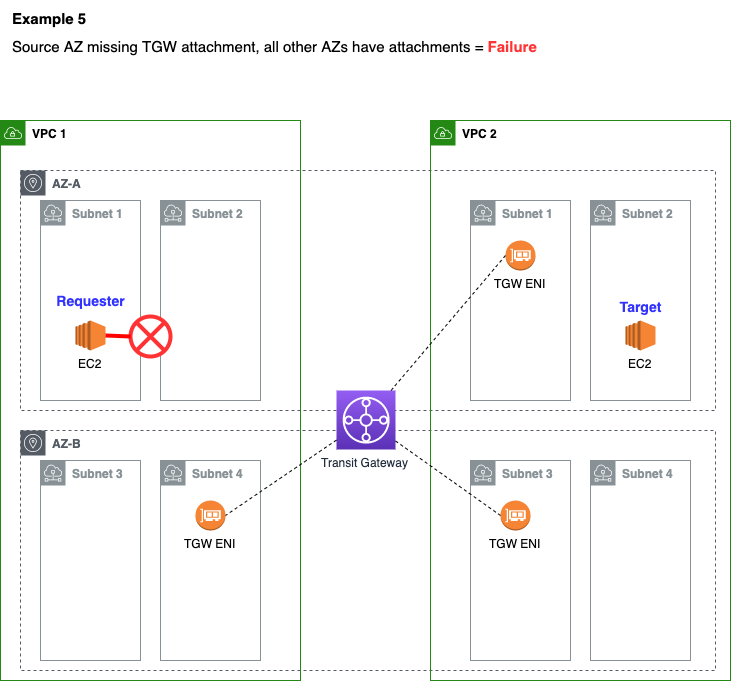 Example 5
Source AZ missing TGW attachment, all other AZs have attachments = Failure
VPC 1
VPC 2
AZ-A
Subnet 1
Subnet 2
Subnet 1
Subnet 2
TGW ENI
Requester
Target
EC2
EC2
AZ-B
Transit Gateway
Subnet 3
Subnet 4
Subnet 3
Subnet 4
TGW ENI
TGW ENI